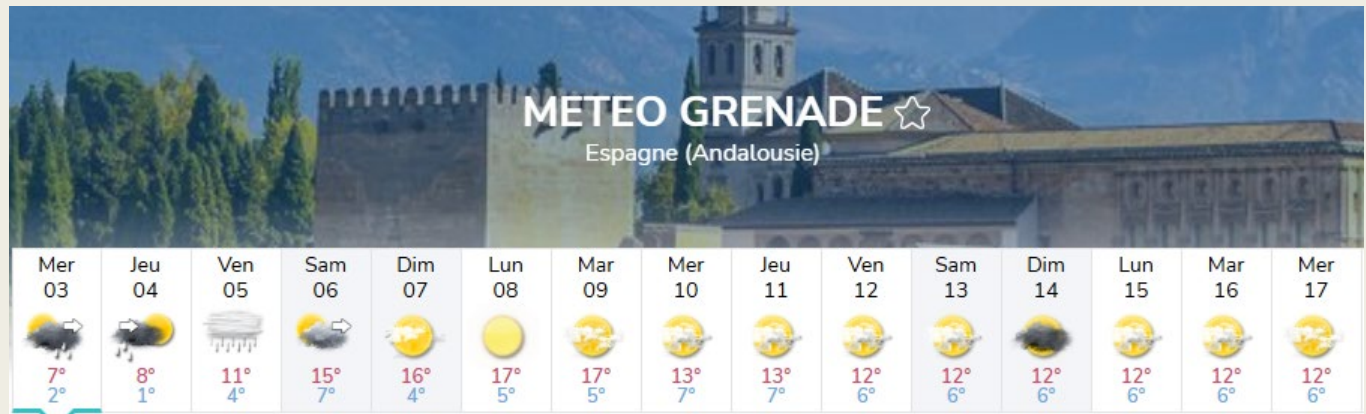 METEO GRENADE
Espagne (Andalousie)
Mer Jeu Ven Sam Dim Lun Mar Mer Jeu Ven Sam Dim Lun Mar Mer
03 04 05 06 07 08 09 10 11 12 13 14 15 16 17
7° 8° 11° 15° 16° 17° 17° 13° 13° 12° 12° 12° 12° 12° 12°
2° 1° 4° 7° 4° 5° 5° 7° 7° 6° 6° 6° 6° 6° 6°